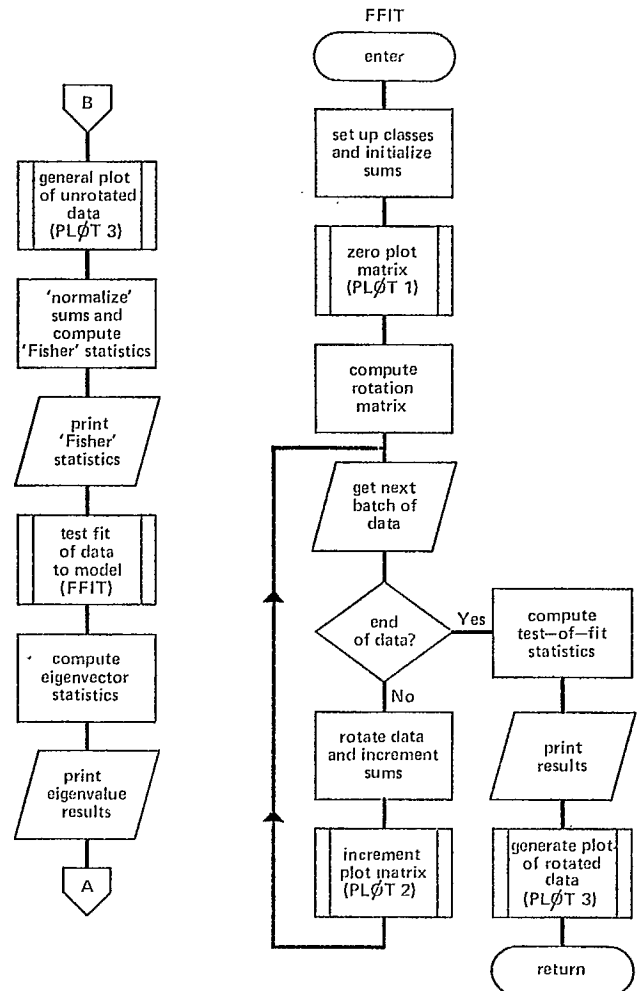 B
general plot
of unrotated
data
(PLØT 3)
'normalize'
sums and
compute
'Fisher' statistics
print
'Fisher'
statistics
test fit
of data
to model
(FFIT)
compute
eigenvector
statistics
print
eigenvalue
results
A
FFIT
enter
set up classes
and initialize
sums
zero plot
matrix
(PLØT 1)
compute
rotation
matrix
get next
batch of
data
end
of data?
Yes
No
rotate data
and increment
sums
increment
plot matrix
(PLØT 2)
compute
test-of-fit
statistics
print
results
generate plot
of rotated
data
(PLØT 3)
return